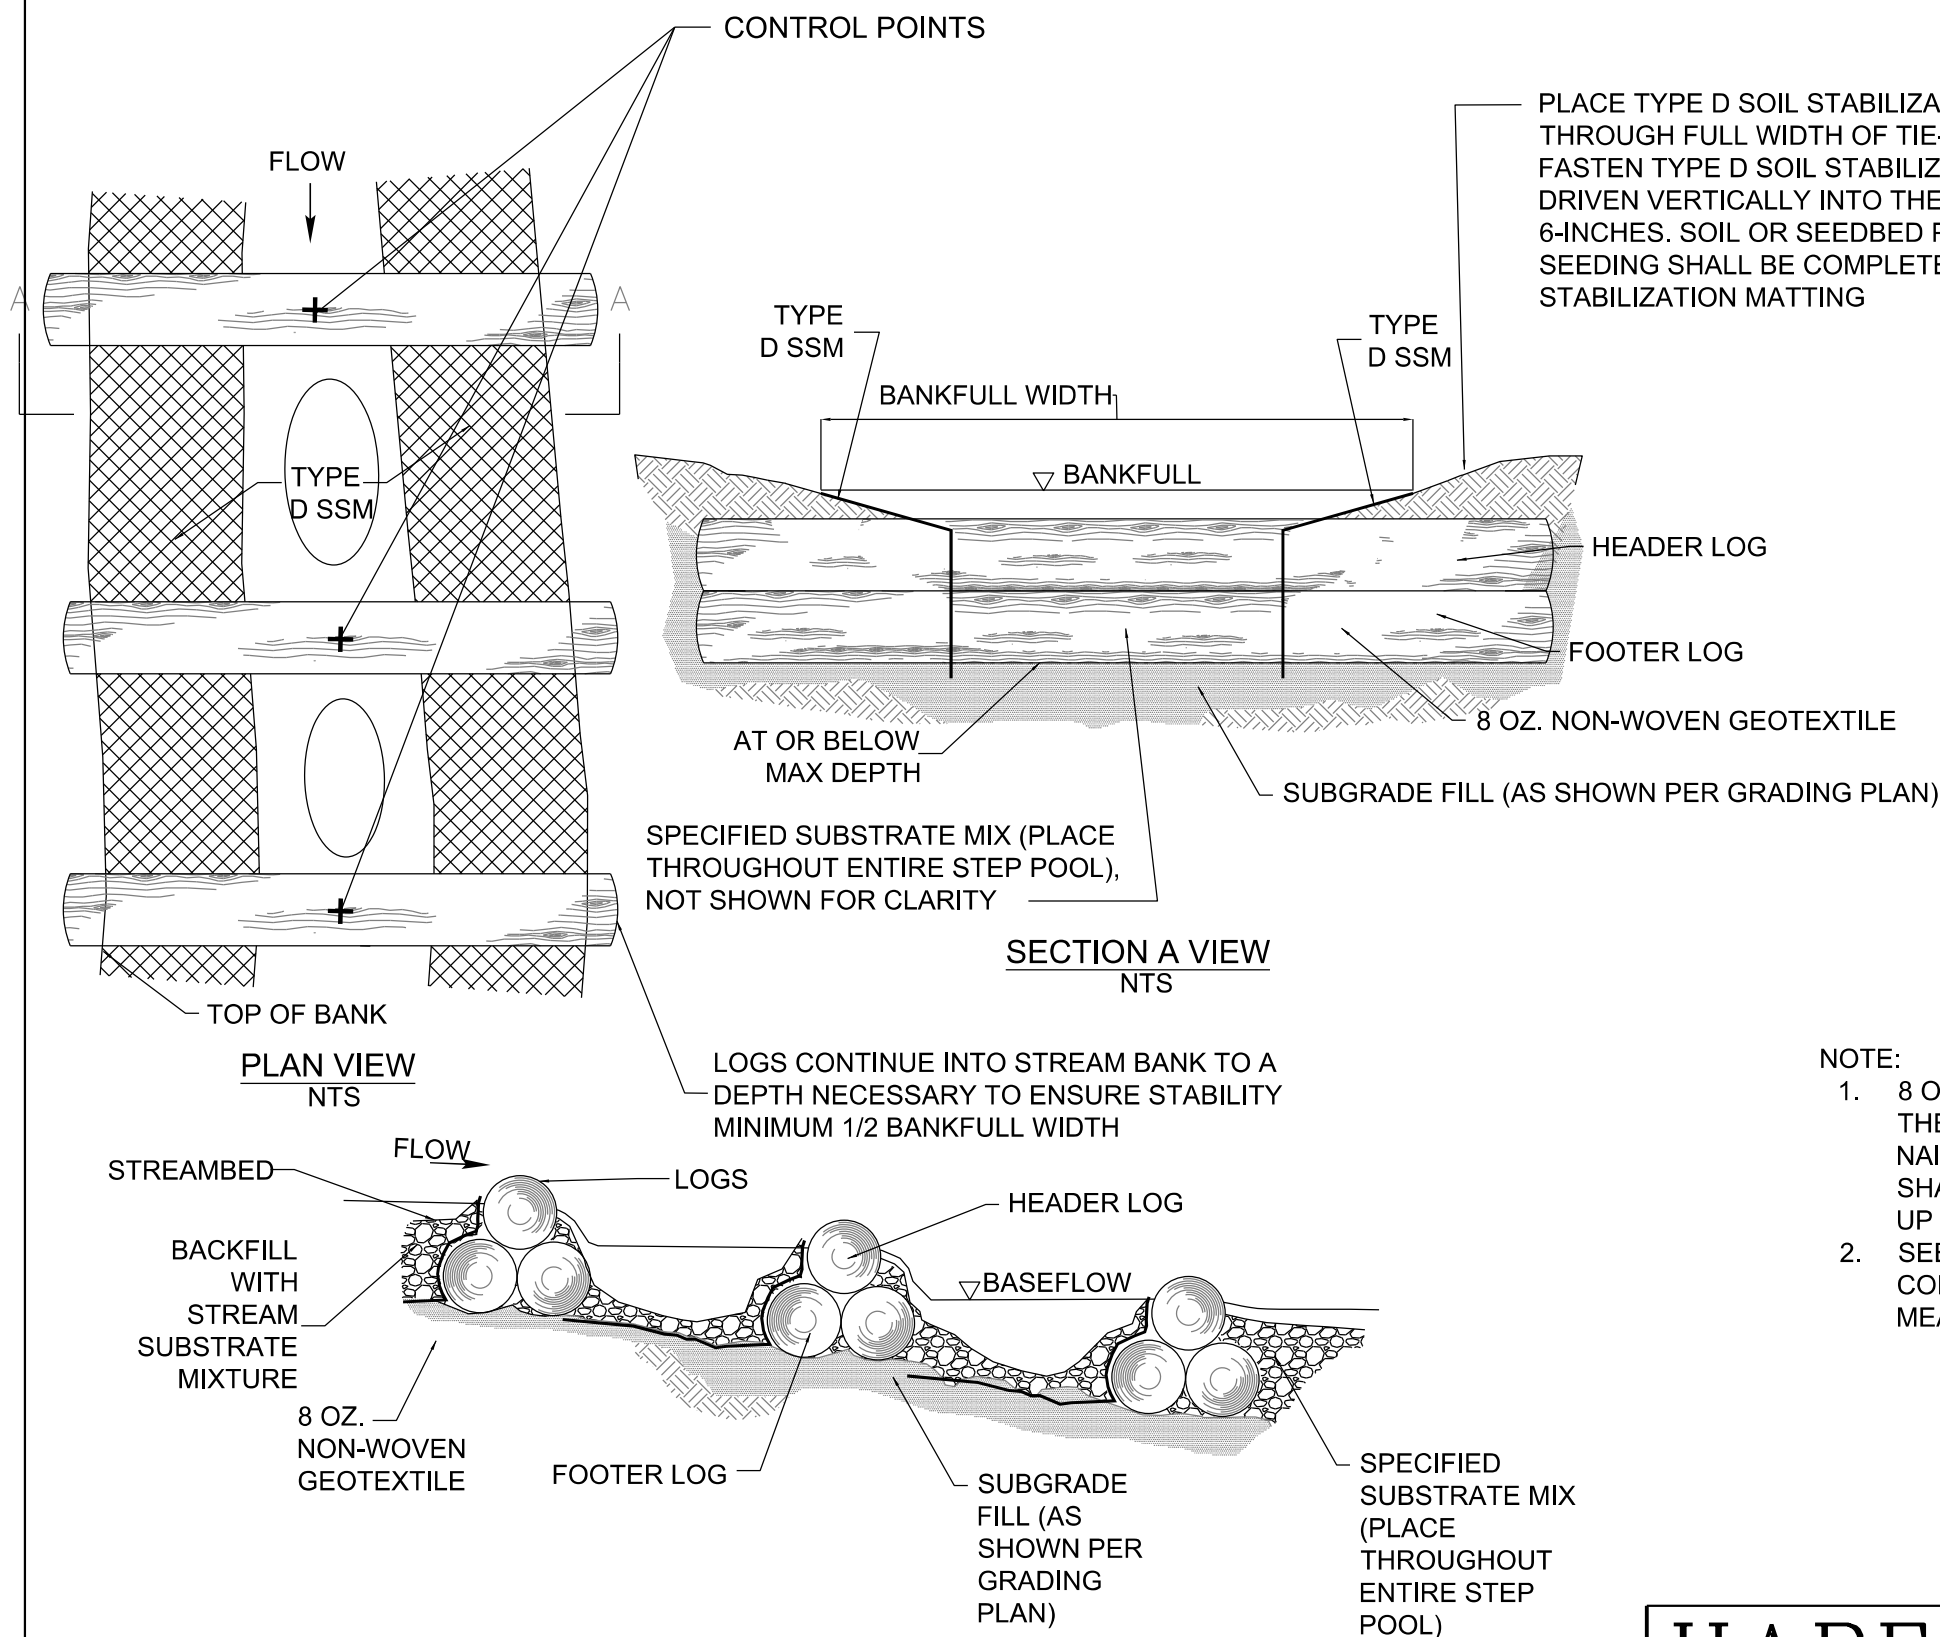 CONTROL POINTS
FLOW
A
A
TYPE
D SSM
TOP OF BANK
PLAN VIEW
NTS
PLACE TYPE D SOIL
THROUGH FULL WIDTH OF
FASTEN TYPE D SOIL
DRIVEN VERTICALLY INTO THE
6-INCHES. SOIL OR SEEDBED
SEEDING SHALL BE
STABILIZATION MATTING
TYPE
D SSM
TYPE
D SSM
BANKFULL WIDTH
BANKFULL
HEADER LOG
FOOTER LOG
8 OZ. NON-WOVEN GEOTEXTILE
AT OR BELOW
MAX DEPTH
SUBGRADE FILL (AS SHOWN PER GRADING PLAN)
SPECIFIED SUBSTRATE MIX (PLACE
THROUGHOUT ENTIRE STEP POOL),
NOT SHOWN FOR CLARITY
SECTION A VIEW
NTS
LOGS CONTINUE INTO STREAM BANK TO A
DEPTH NECESSARY TO ENSURE STABILITY
MINIMUM 1/2 BANKFULL WIDTH
NOTE:
1. 8
THE
UP
2.
FLOW
STREAMBED
LOGS
HEADER LOG
BACKFILL
WITH
STREAM
SUBSTRATE
MIXTURE
BASEFLOW
8 OZ.
NON-WOVEN
GEOTEXTILE
FOOTER LOG
SUBGRADE
FILL (AS
SHOWN PER
GRADING
PLAN)
SPECIFIED
SUBSTRATE MIX
(PLACE
THROUGHOUT
ENTIRE STEP
POOL)